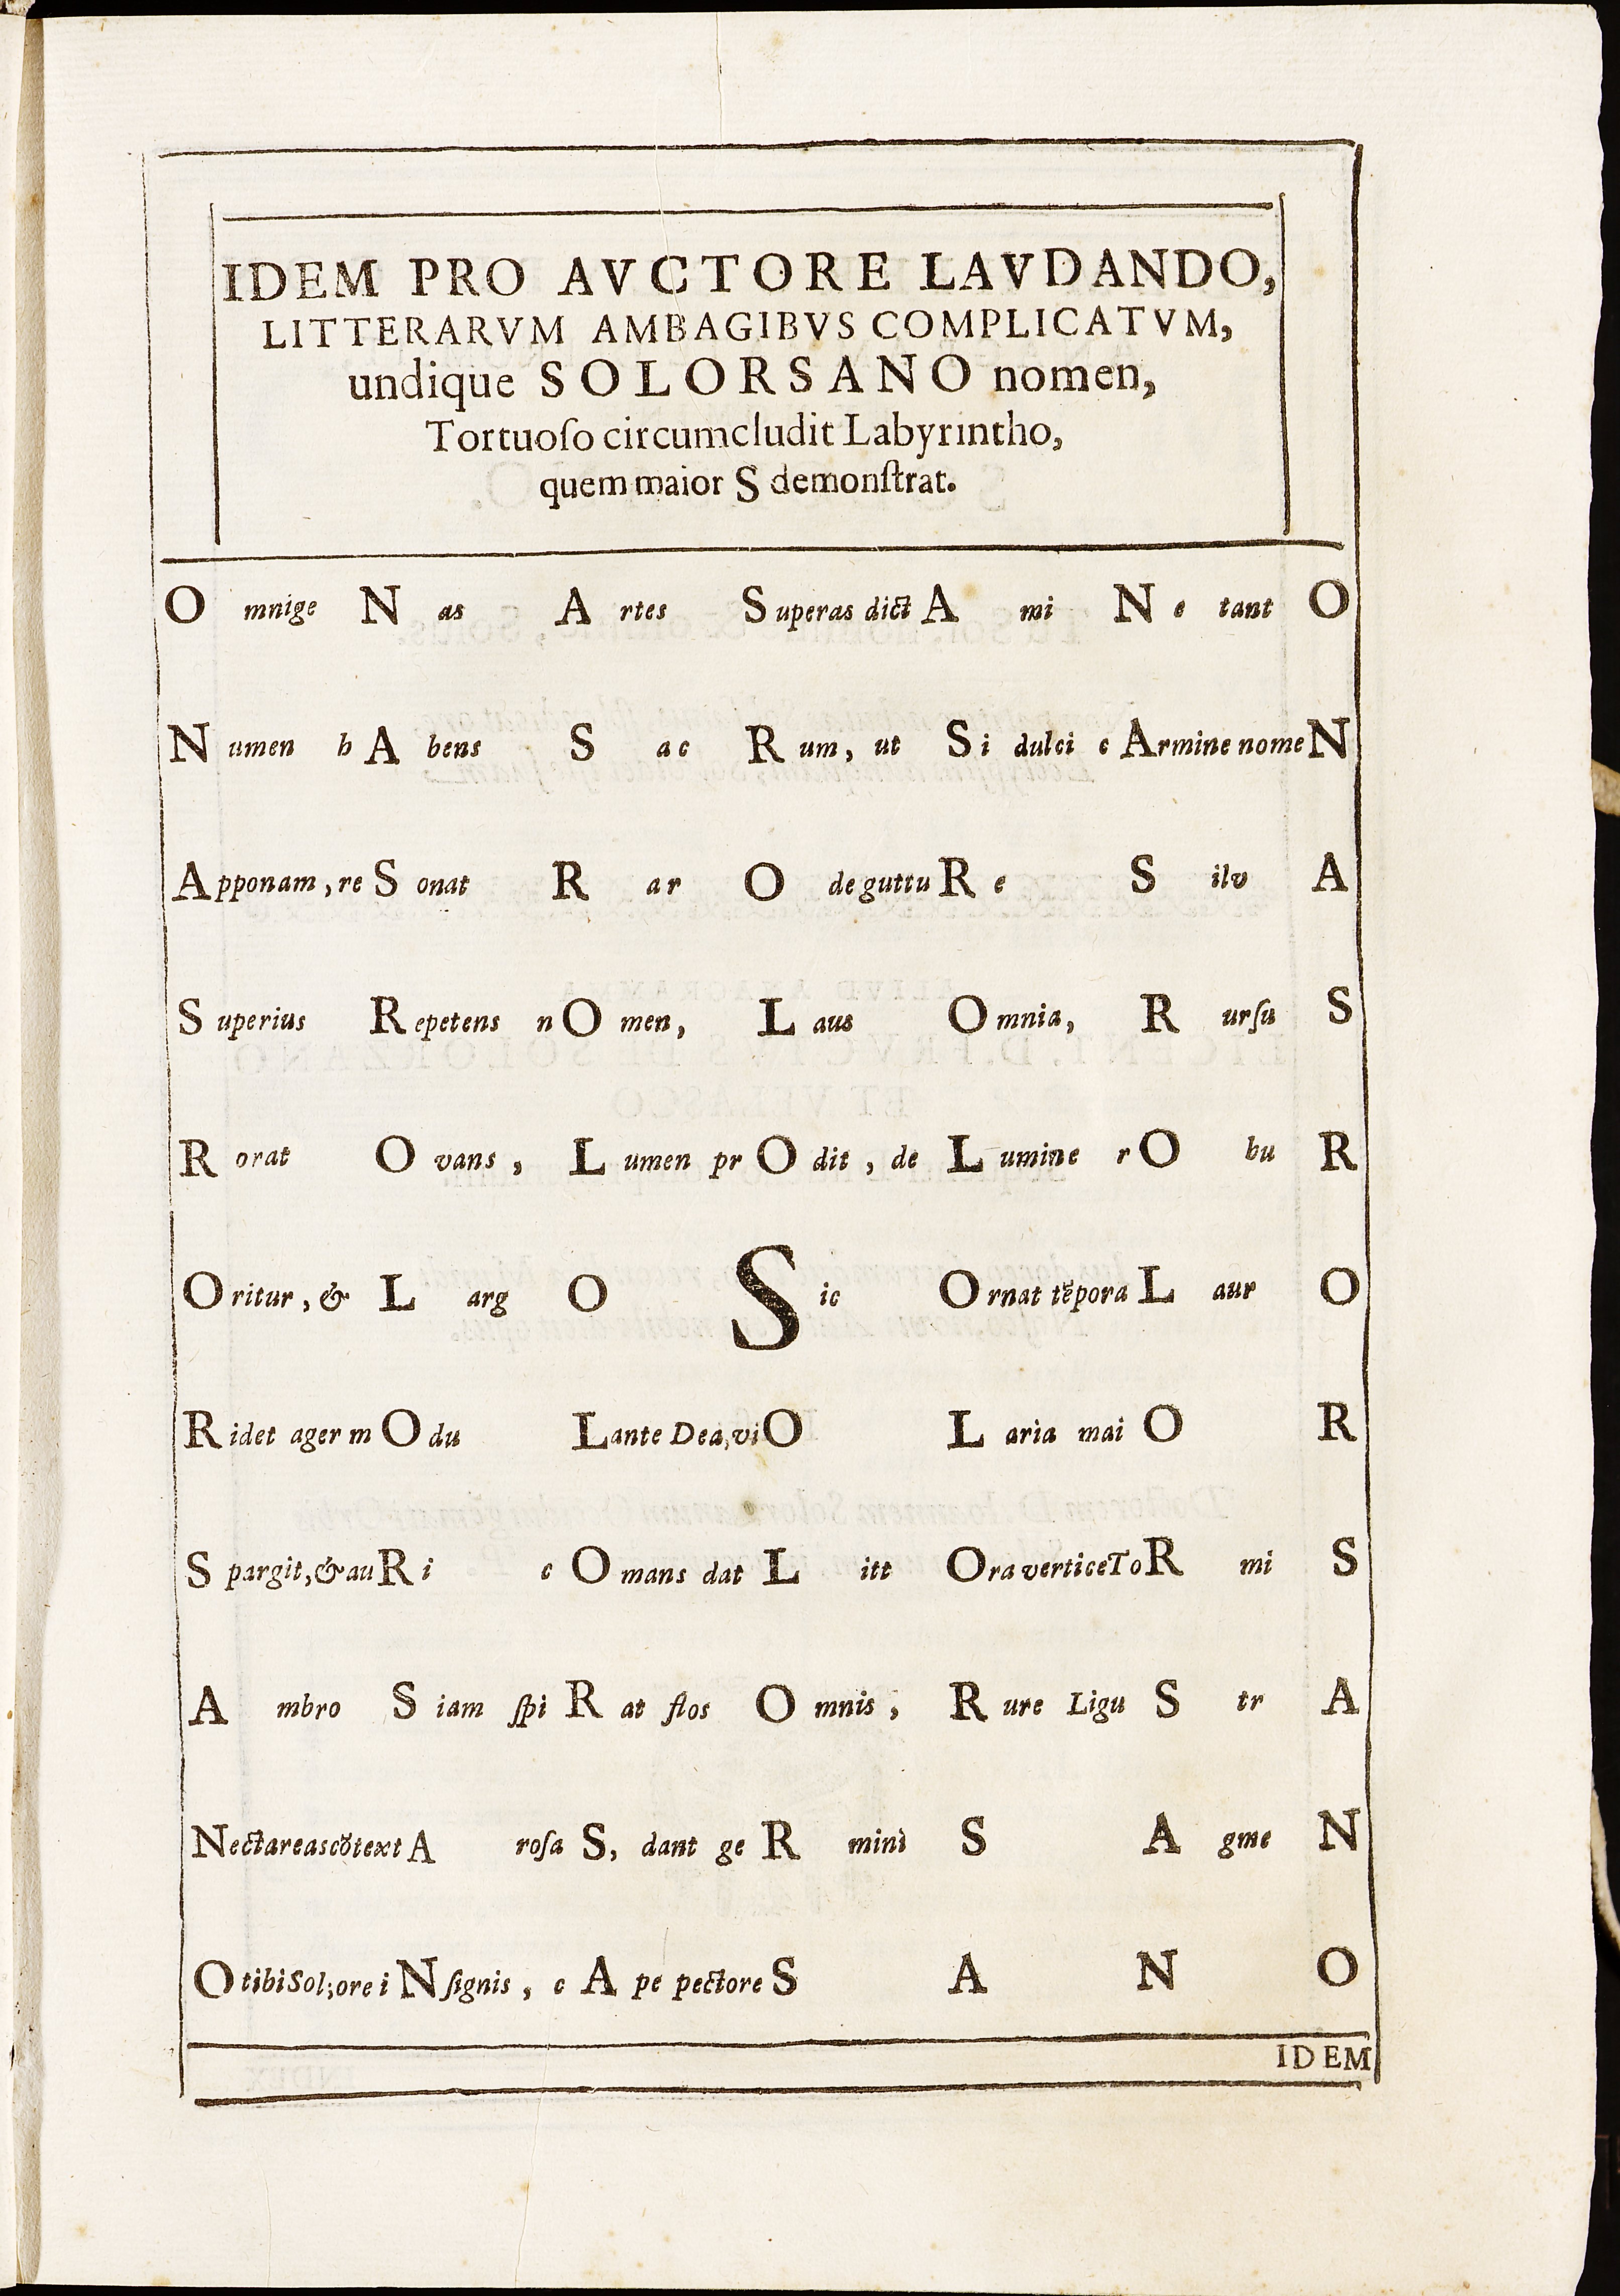 IDEM PRO AVCTORE LAVDANDO,
LITTERARVM AMBAGIBVS COMPLICATVM,
undique SOLORSANO nomen,
Tortuoſo circumcludit Labyrintho,
quem maior S demonſtrat.
O mnige N as A rtes S uperas dict A mi N e tant O
N umen h A bens S ac R um, ut S i dulci c A rmine nome N
A pponam, re S onat R ar O de guttu R e S ilv A
S uperius R epetens n O men, L aus O mnia, R urſu S
R orat O vans, L umen pr O dit, de L umine r O bu R
O ritur, & L arg O S ic O rnat tẽpora L aur O
R idet ager m O du L ante Dea, vi O L aria mai O R
S pargit, & au R i c O mans dat L itt O ra vertice To R mi S
A mbro S iam ſpi R at flos O mnis, R ure Ligu S tr A
N ectareas cõtext A roſa S, dant ge R mini S A gme N
O tibi Sol; ore i N ſignis, c A pe pectore S A N O
IDEM